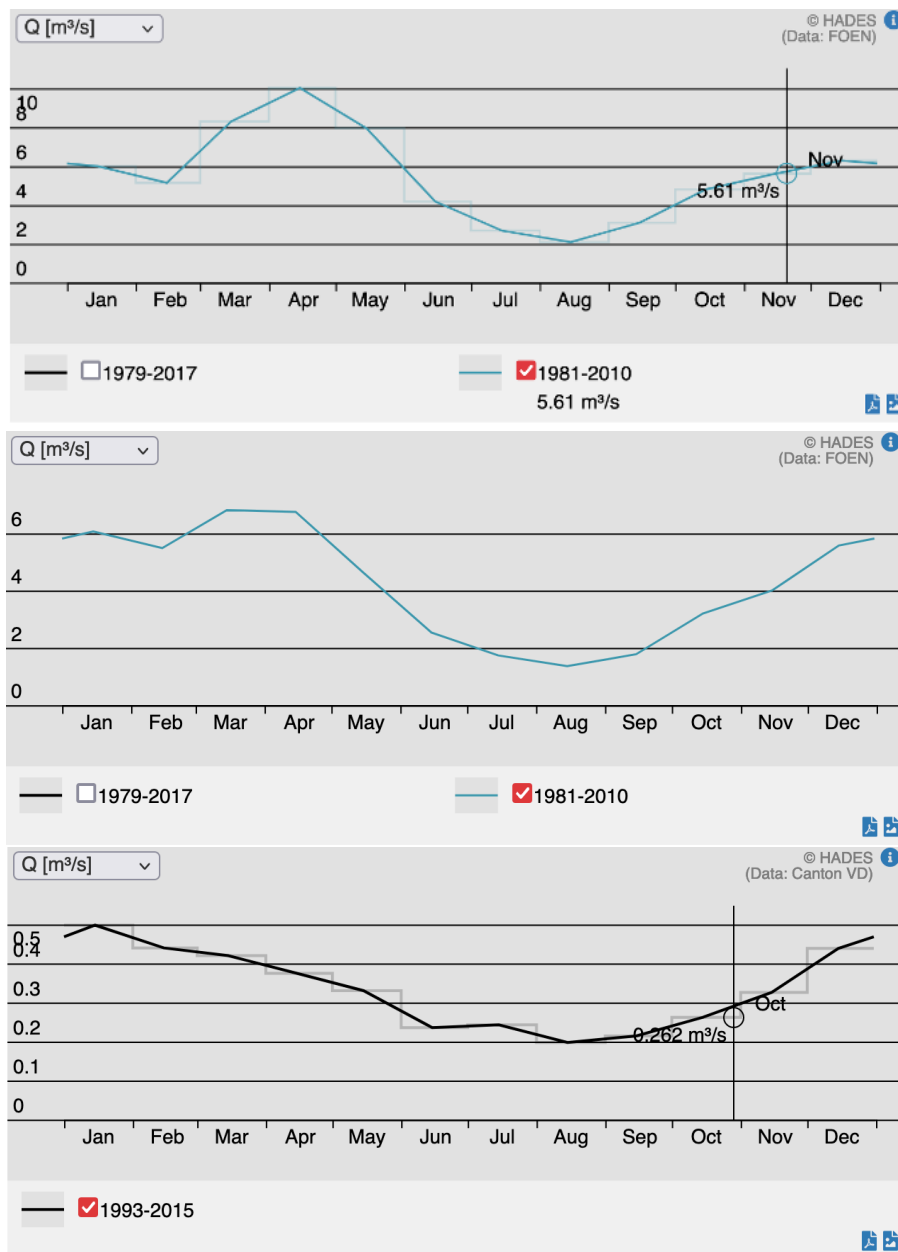 Q [m³/s]
© HADES
(Data: FOEN)
10
8
6
4
2
0
Nov
5.61 m³/s
Jan Feb Mar Apr May Jun Jul Aug Sep Oct Nov Dec
1979-2017
1981-2010
5.61 m³/s
Q [m³/s]
© HADES
(Data: FOEN)
6
4
2
0
Jan Feb Mar Apr May Jun Jul Aug Sep Oct Nov Dec
1979-2017
1981-2010
Q [m³/s]
© HADES
(Data: Canton VD)
0.5
0.4
0.3
0.2
0.1
0
Oct
0.262 m³/s
Jan Feb Mar Apr May Jun Jul Aug Sep Oct Nov Dec
1993-2015